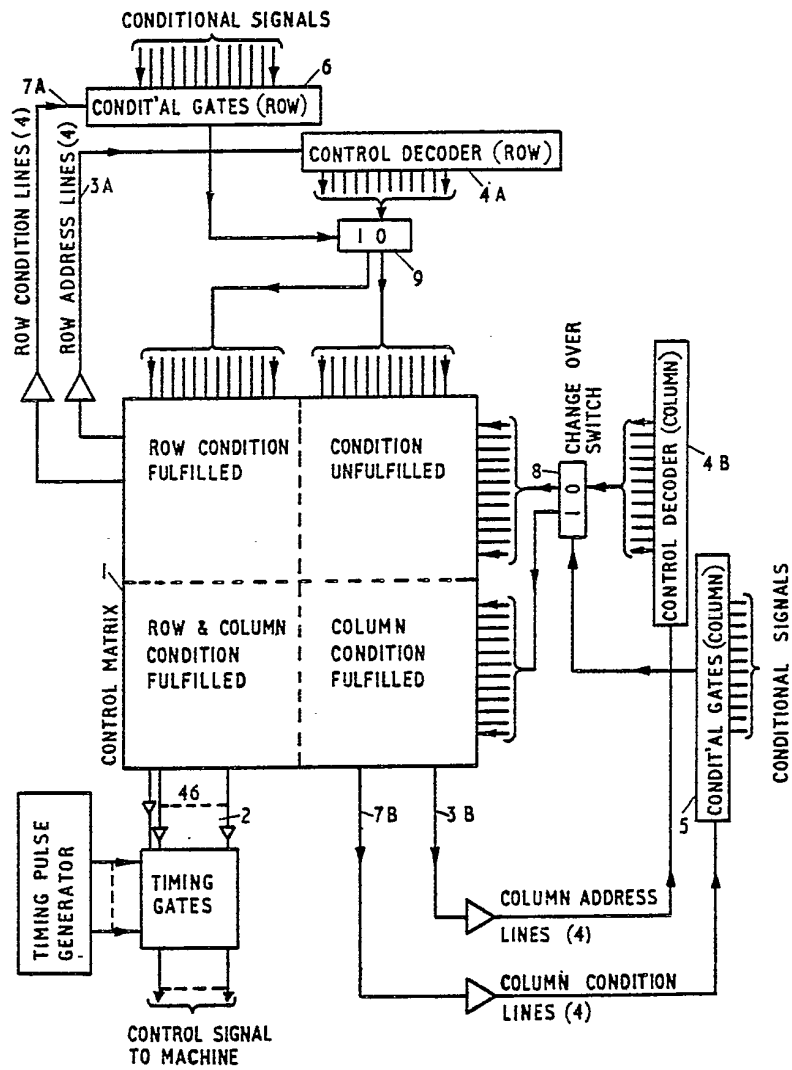 CONDITIONAL SIGNALS
7A
6
CONDIT'AL GATES (ROW)
ROW CONDITION LINES (4)
ROW ADDRESS LINES (4)
3A
CONTROL DECODER (ROW)
4A
1 0
9
CHANGE OVER
SWITCH
8
1 0
CONTROL DECODER (COLUMN)
4B
ROW CONDITION
FULFILLED
CONDITION
UNFULFILLED
1
CONTROL MATRIX
ROW & COLUMN
CONDITION
FULFILLED
COLUMN
CONDITION
FULFILLED
CONDIT'AL GATES (COLUMN)
CONDITIONAL SIGNALS
5
46
2
7B
3B
TIMING PULSE
GENERATOR
TIMING
GATES
COLUMN ADDRESS
LINES (4)
COLUMN CONDITION
LINES (4)
CONTROL SIGNAL
TO MACHINE